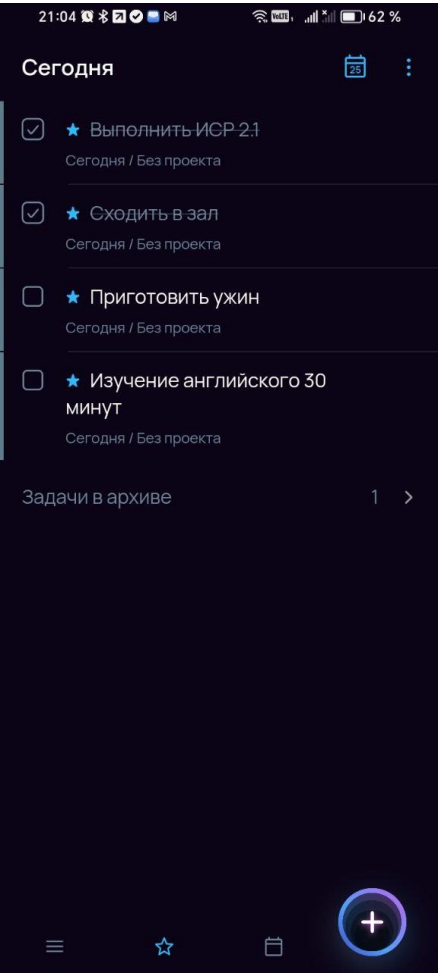 21:04 62 %
Сегодня 25
Выполнить ИСР 2.1
Сегодня / Без проекта
Сходить в зал
Сегодня / Без проекта
Приготовить ужин
Сегодня / Без проекта
Изучение английского 30
минут
Сегодня / Без проекта
Задачи в архиве 1